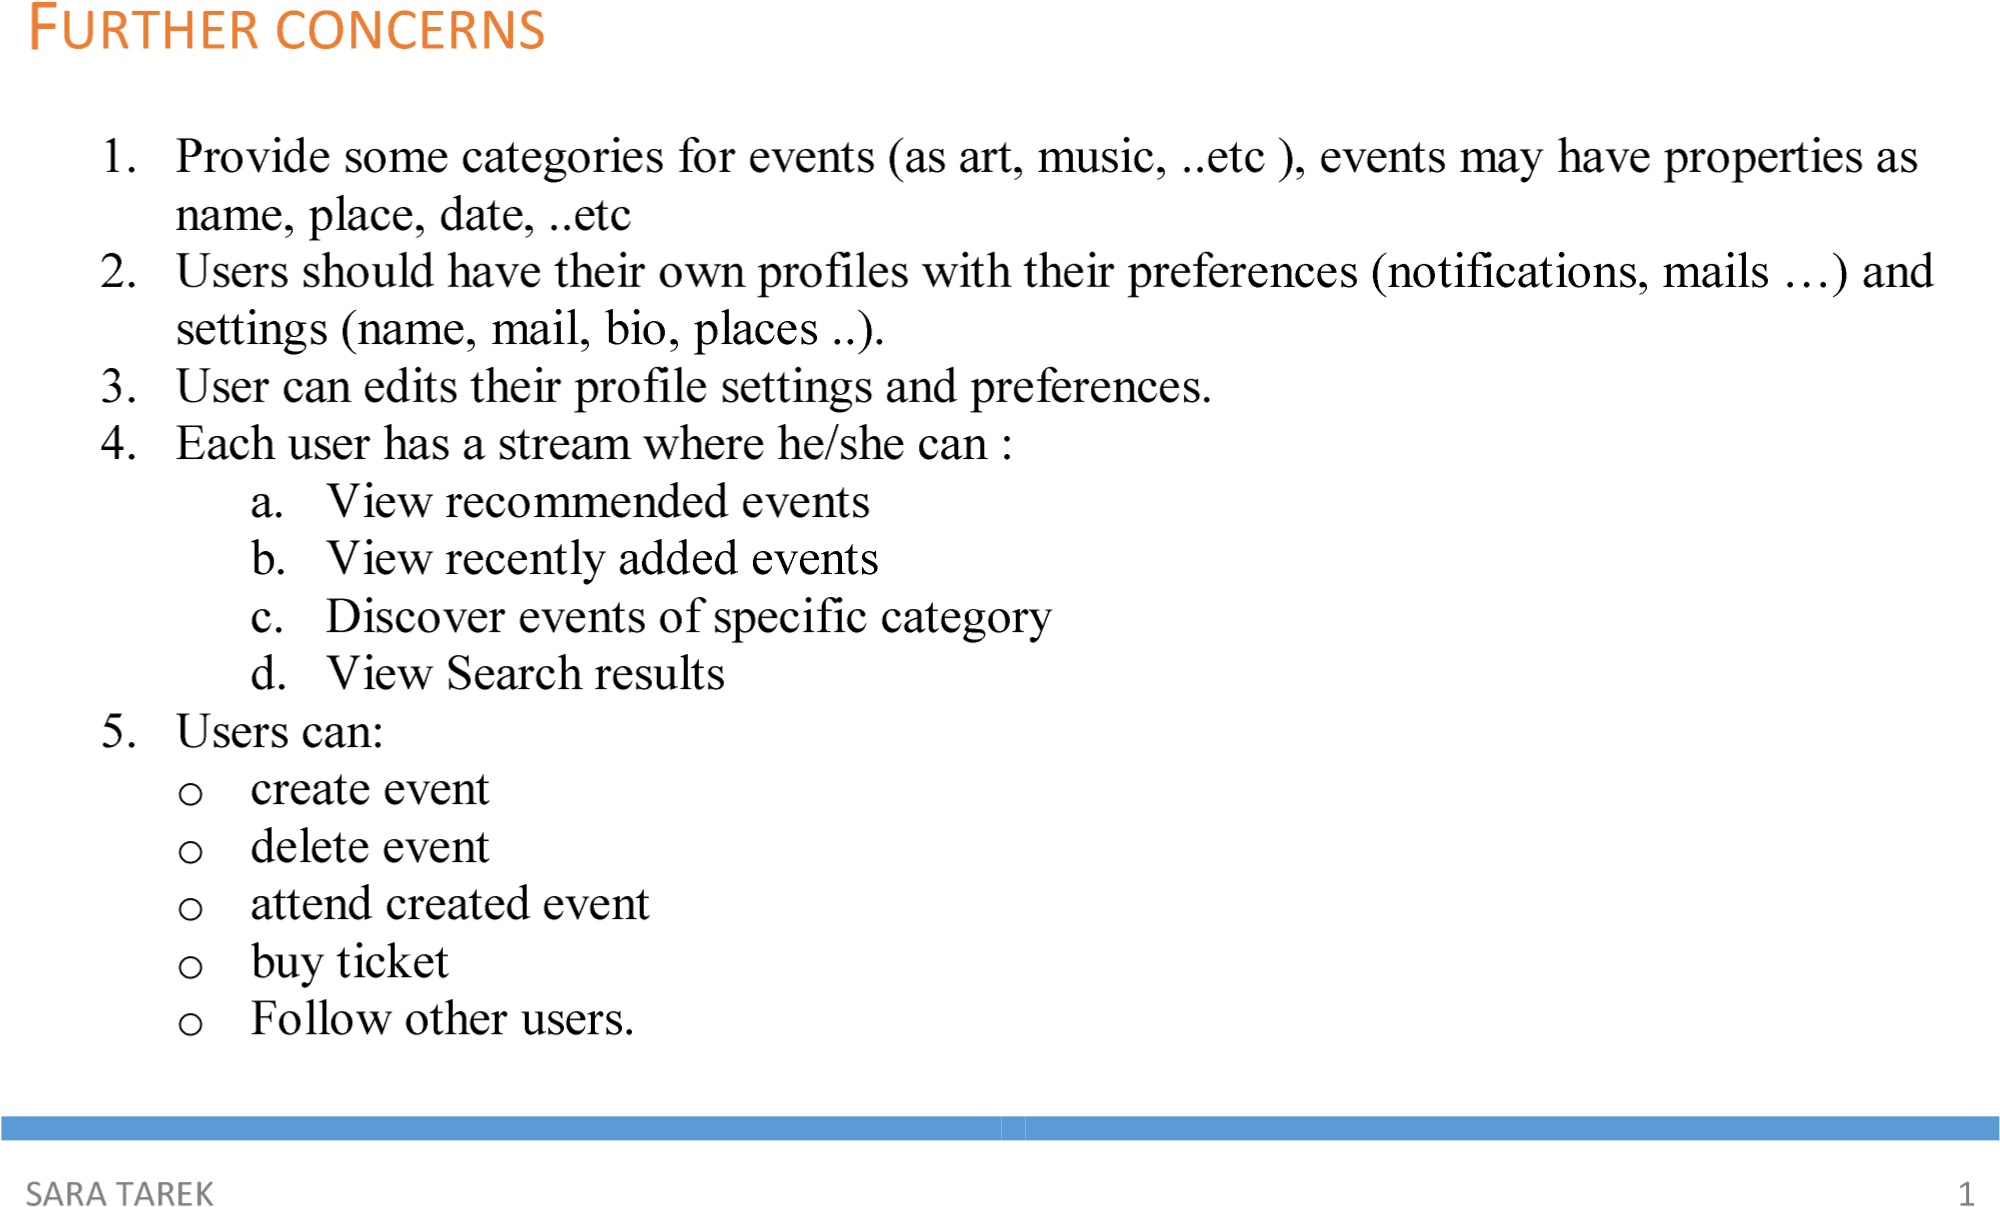 FURTHER CONCERNS
1. Provide some categories for events (as art, music, ..etc ), events may have properties as
name, place, date, ..etc
2. Users should have their own profiles with their preferences (notifications, mails …) and
settings (name, mail, bio, places ..).
3. User can edits their profile settings and preferences.
4. Each user has a stream where he/she can :
a. View recommended events
b. View recently added events
c. Discover events of specific category
d. View Search results
5. Users can:
o create event
o delete event
o attend created event
o buy ticket
o Follow other users.
SARA TAREK 1